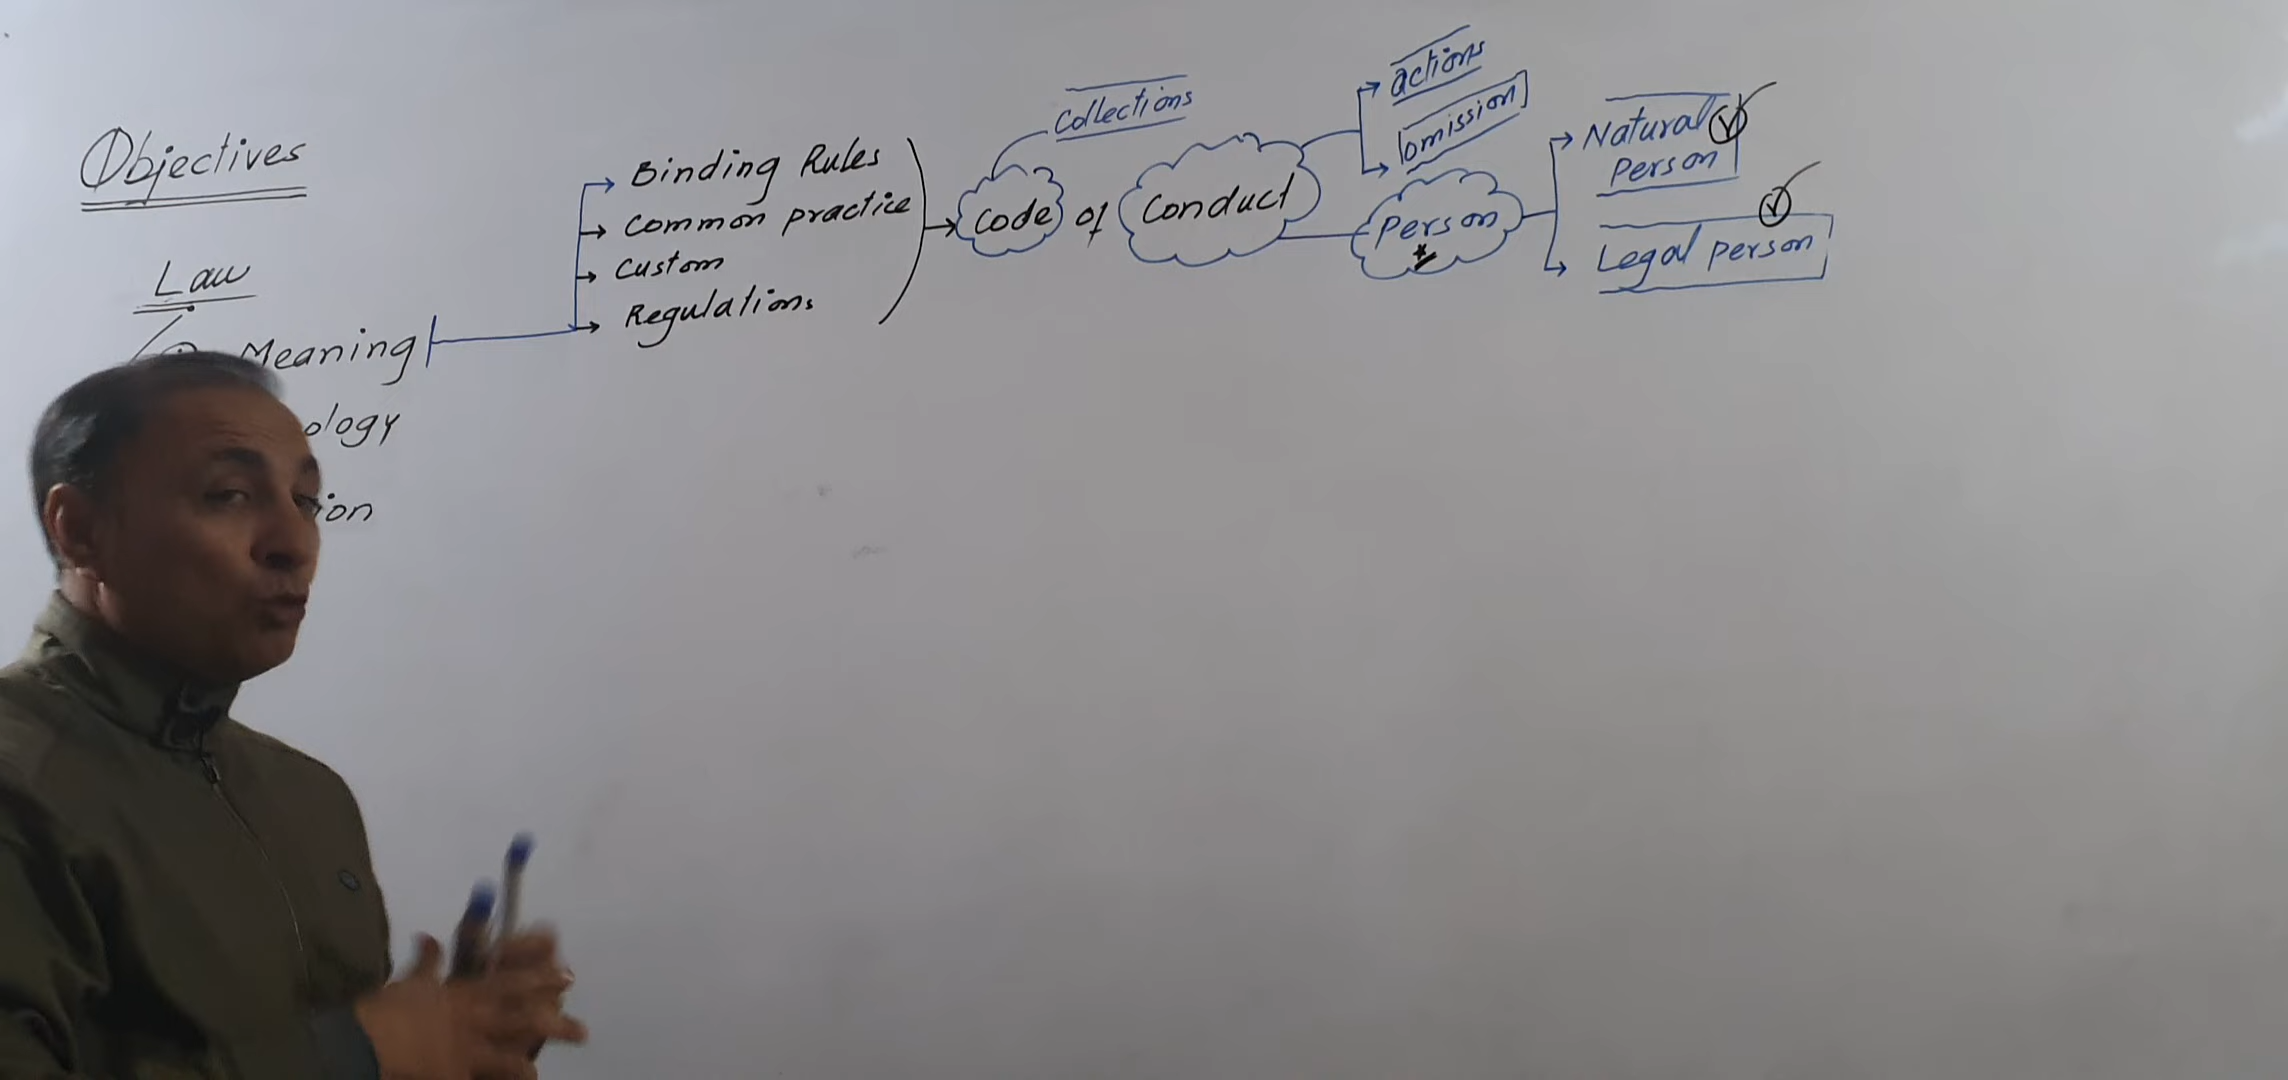 Objectives
Law
Meaning
ology
ion
Binding Rules
Common practice
Custom
Regulations
Code of Conduct
Collections
actions
omission
Person
Natural
Person
Legal person